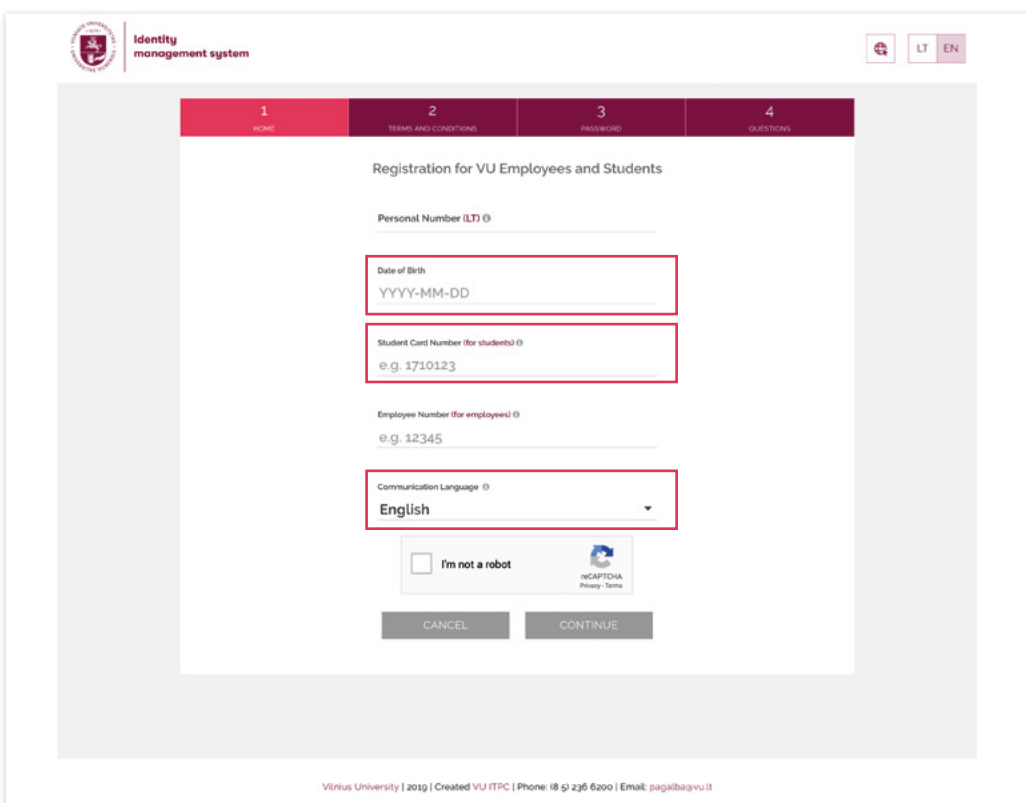 Identity
management system
LT EN
1 2 3 4
HOME TERMS AND CONDITIONS PASSWORD QUESTIONS
Registration for VU Employees and Students
Personal Number (LT)
Date of Birth
YYYY-MM-DD
Student Card Number (for students)
e.g. 1710123
Employee Number (for employees)
e.g. 12345
Communication Language
English
I'm not a robot
reCAPTCHA
Privacy - Terms
CANCEL CONTINUE
Vilnius University | 2019 | Created VU ITPC | Phone: (8 5) 236 6200 | Email: pagalba@vu.lt